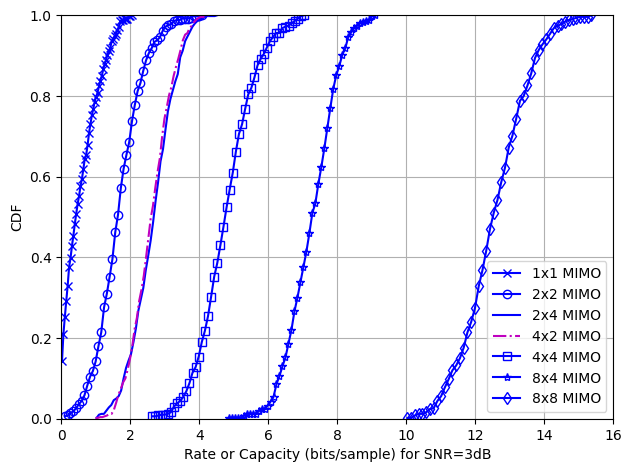 1.0
0.8
0.6
0.4
0.2
0.0
CDF
0 2 4 6 8 10 12 14 16
Rate or Capacity (bits/sample) for SNR=3dB
1x1 MIMO
2x2 MIMO
2x4 MIMO
4x2 MIMO
4x4 MIMO
8x4 MIMO
8x8 MIMO